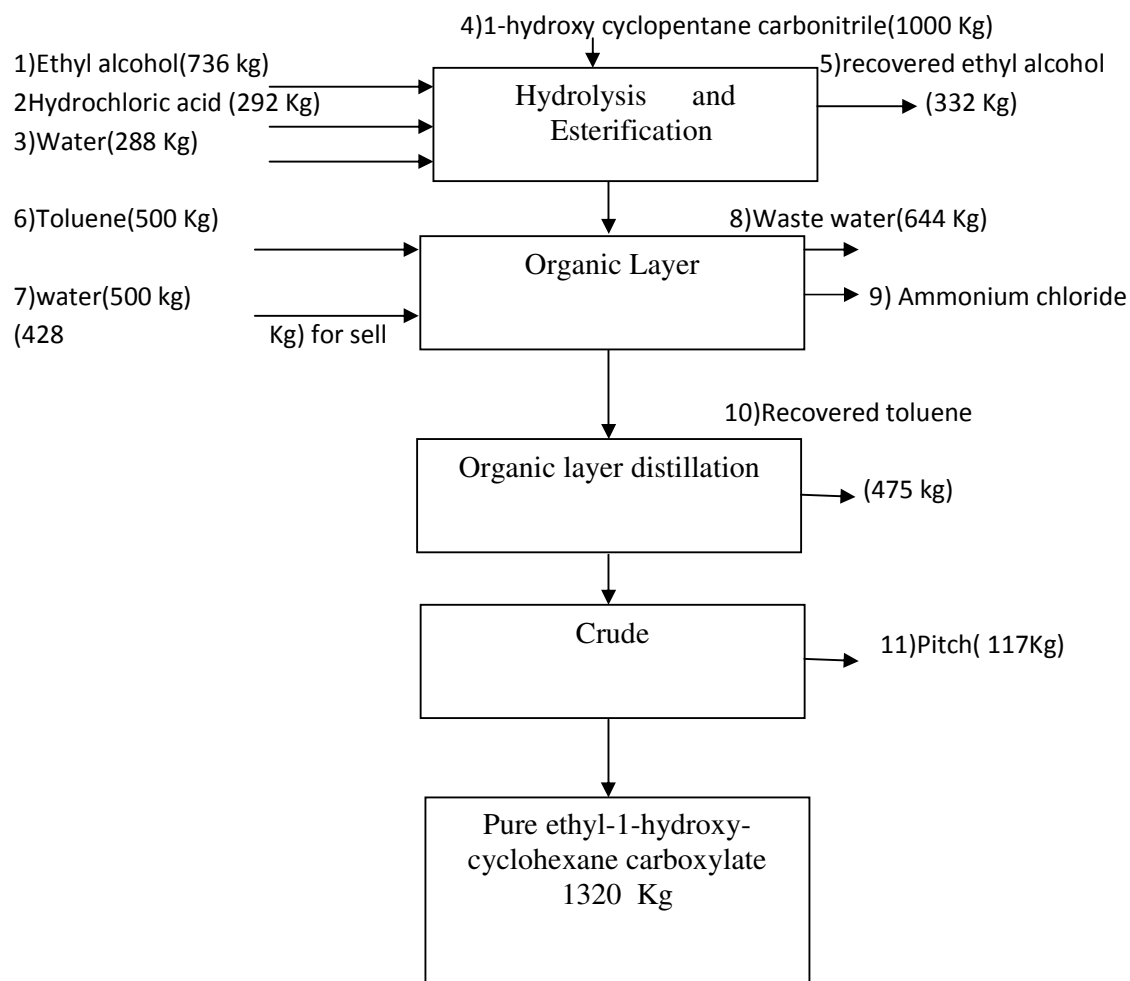 4)1-hydroxy cyclopentane carbonitrile(1000 Kg)
1)Ethyl alcohol(736 kg)
2Hydrochloric acid (292 Kg)
3)Water(288 Kg)
Hydrolysis and
Esterification
5)recovered ethyl alcohol
(332 Kg)
6)Toluene(500 Kg)
7)water(500 kg)
(428 Kg) for sell
Organic Layer
8)Waste water(644 Kg)
9) Ammonium chloride
10)Recovered toluene
Organic layer distillation
(475 kg)
Crude
11)Pitch( 117Kg)
Pure ethyl-1-hydroxy-
cyclohexane carboxylate
1320 Kg